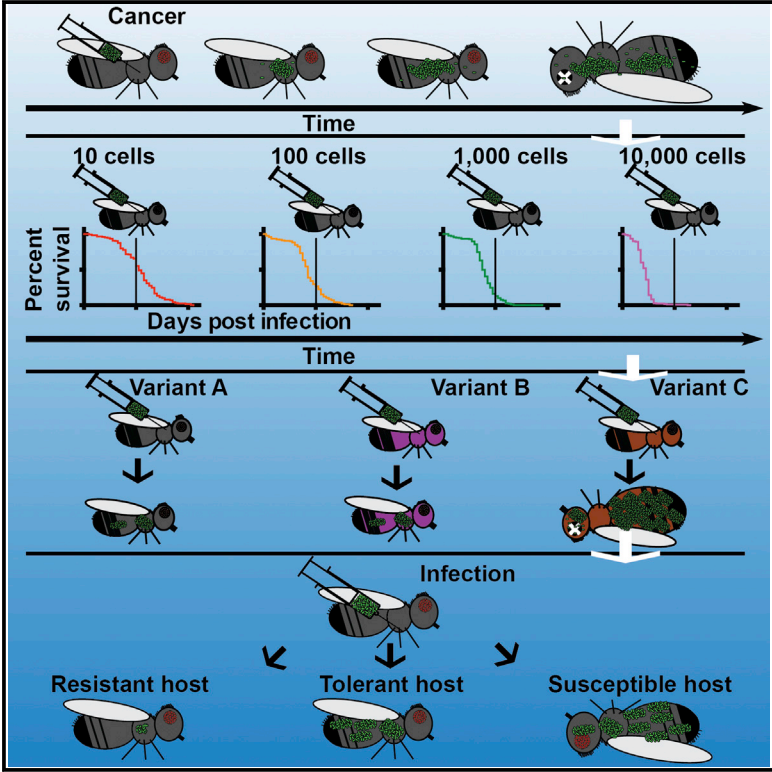 Cancer
Time
10 cells
100 cells
1,000 cells
10,000 cells
Percent
survival
Days post infection
Time
Variant A
Variant B
Variant C
Infection
Resistant host
Tolerant host
Susceptible host